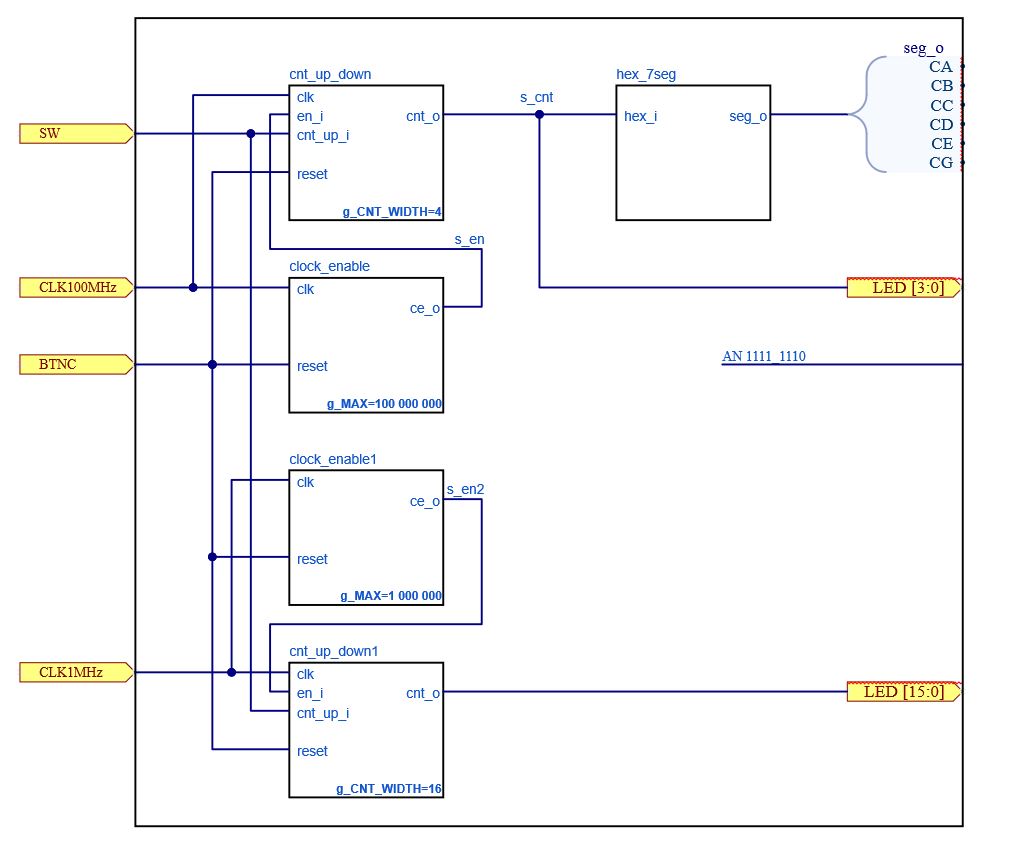 seg_o
CA
CB
CC
CD
CE
CG
cnt_up_down
clk
en_i
cnt_up_i
reset
cnt_o
g_CNT_WIDTH=4
s_cnt
hex_7seg
hex_i
seg_o
SW
s_en
clock_enable
clk
ce_o
reset
g_MAX=100 000 000
CLK100MHz
LED [3:0]
BTNC
AN 1111_1110
clock_enable1
clk
ce_o
s_en2
reset
g_MAX=1 000 000
cnt_up_down1
clk
en_i
cnt_up_i
reset
cnt_o
g_CNT_WIDTH=16
CLK1MHz
LED [15:0]